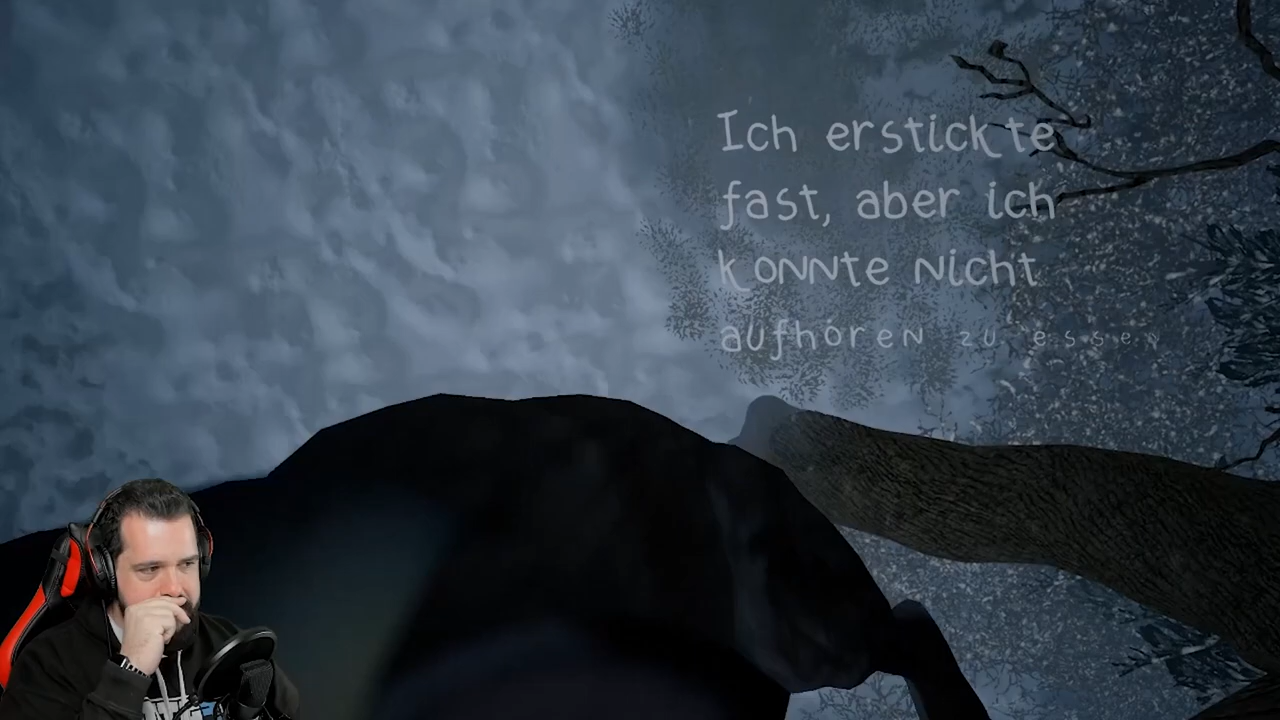 Ich erstickte
fast, aber ich
konnte nicht
aufhören zu essen